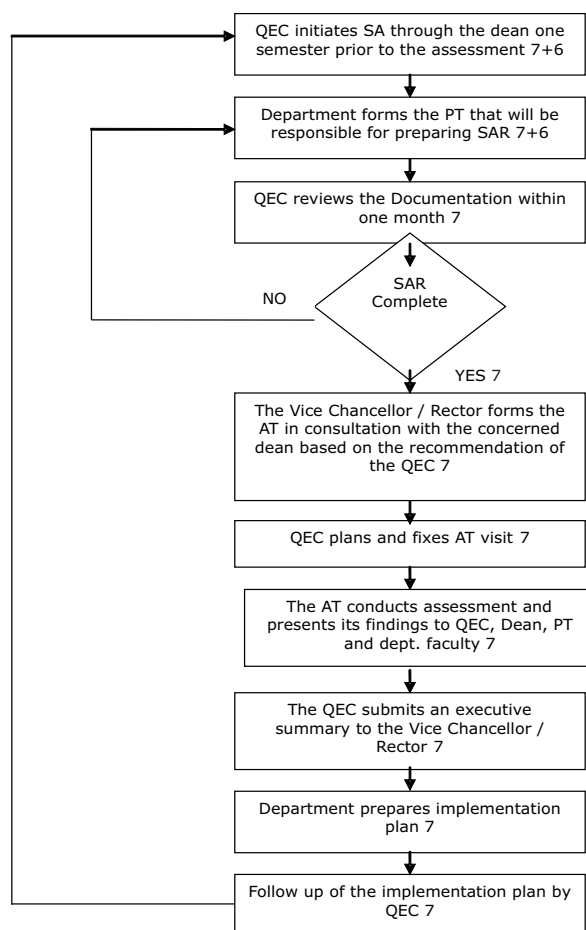 QEC initiates SA through the dean one
semester prior to the assessment 7+6
Department forms the PT that will be
responsible for preparing SAR 7+6
QEC reviews the Documentation within
one month 7
SAR
Complete
NO
YES 7
The Vice Chancellor / Rector forms the
AT in consultation with the concerned
dean based on the recommendation of
the QEC 7
QEC plans and fixes AT visit 7
The AT conducts assessment and
presents its findings to QEC, Dean, PT
and dept. faculty 7
The QEC submits an executive
summary to the Vice Chancellor /
Rector 7
Department prepares implementation
plan 7
Follow up of the implementation plan by
QEC 7